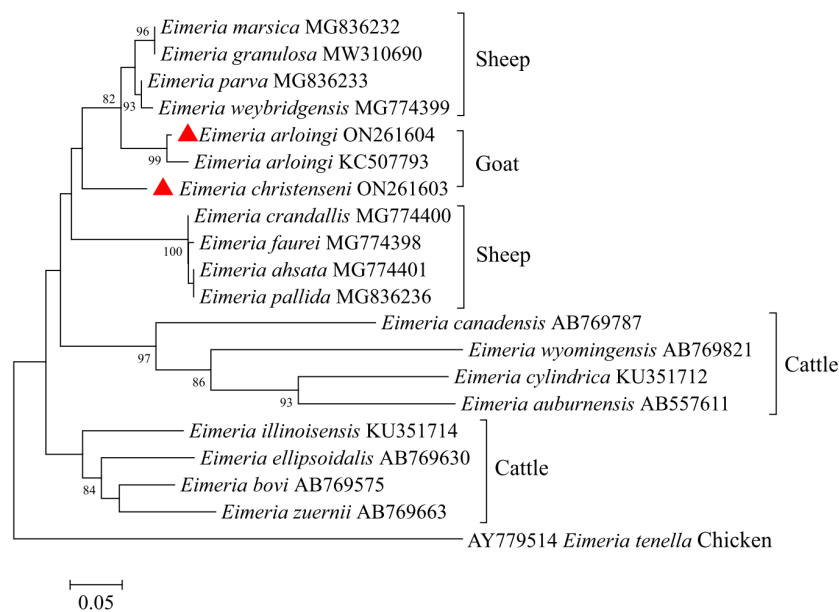 Eimeria marsica MG836232
96
Eimeria granulosa MW310690
Sheep
Eimeria parva MG836233
82
93
Eimeria weybridgensis MG774399
Eimeria arloingi ON261604
99
Eimeria arloingi KC507793
Goat
Eimeria christenseni ON261603
Eimeria crandallis MG774400
100
Eimeria faurei MG774398
Sheep
Eimeria ahsata MG774401
Eimeria pallida MG836236
Eimeria canadensis AB769787
97
Eimeria wyomingensis AB769821
Cattle
86
Eimeria cylindrica KU351712
93
Eimeria auburnensis AB557611
Eimeria illinoisensis KU351714
Eimeria ellipsoidalis AB769630
Cattle
84
Eimeria bovi AB769575
Eimeria zuernii AB769663
AY779514 Eimeria tenella Chicken
0.05